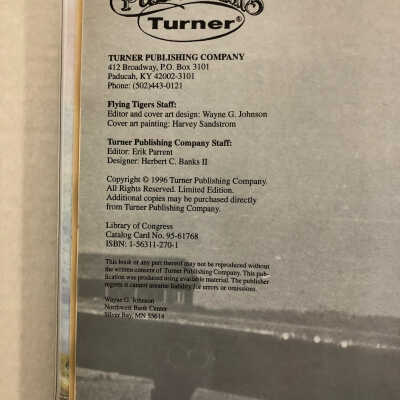 Turner®
TURNER PUBLISHING COMPANY
412 Broadway, P.O. Box 3101
Paducah, KY 42002-3101
Phone: (502)443-0121
Flying Tigers Staff:
Editor and cover art design: Wayne G. Johnson
Cover art painting: Harvey Sandstrom
Turner Publishing Company Staff:
Editor: Erik Parrent
Designer: Herbert C. Banks II
Copyright © 1996 Turner Publishing Company.
All Rights Reserved. Limited Edition.
Additional copies may be purchased directly
from Turner Publishing Company.
Library of Congress
Catalog Card No. 95-61768
ISBN: 1-56311-270-1
This book or any part thereof may not be reproduced without
the written consent of Turner Publishing Company. This pub-
lication was produced using available material. The publisher
regrets it cannot assume liability for errors or omissions.
Wayne G. Johnson
Northwest Bank Center
Silver Bay, MN 55614